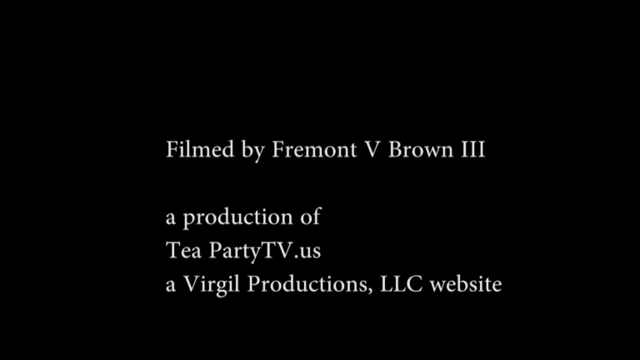 Filmed by Fremont V Brown III
a production of
Tea PartyTV.us
a Virgil Productions, LLC website